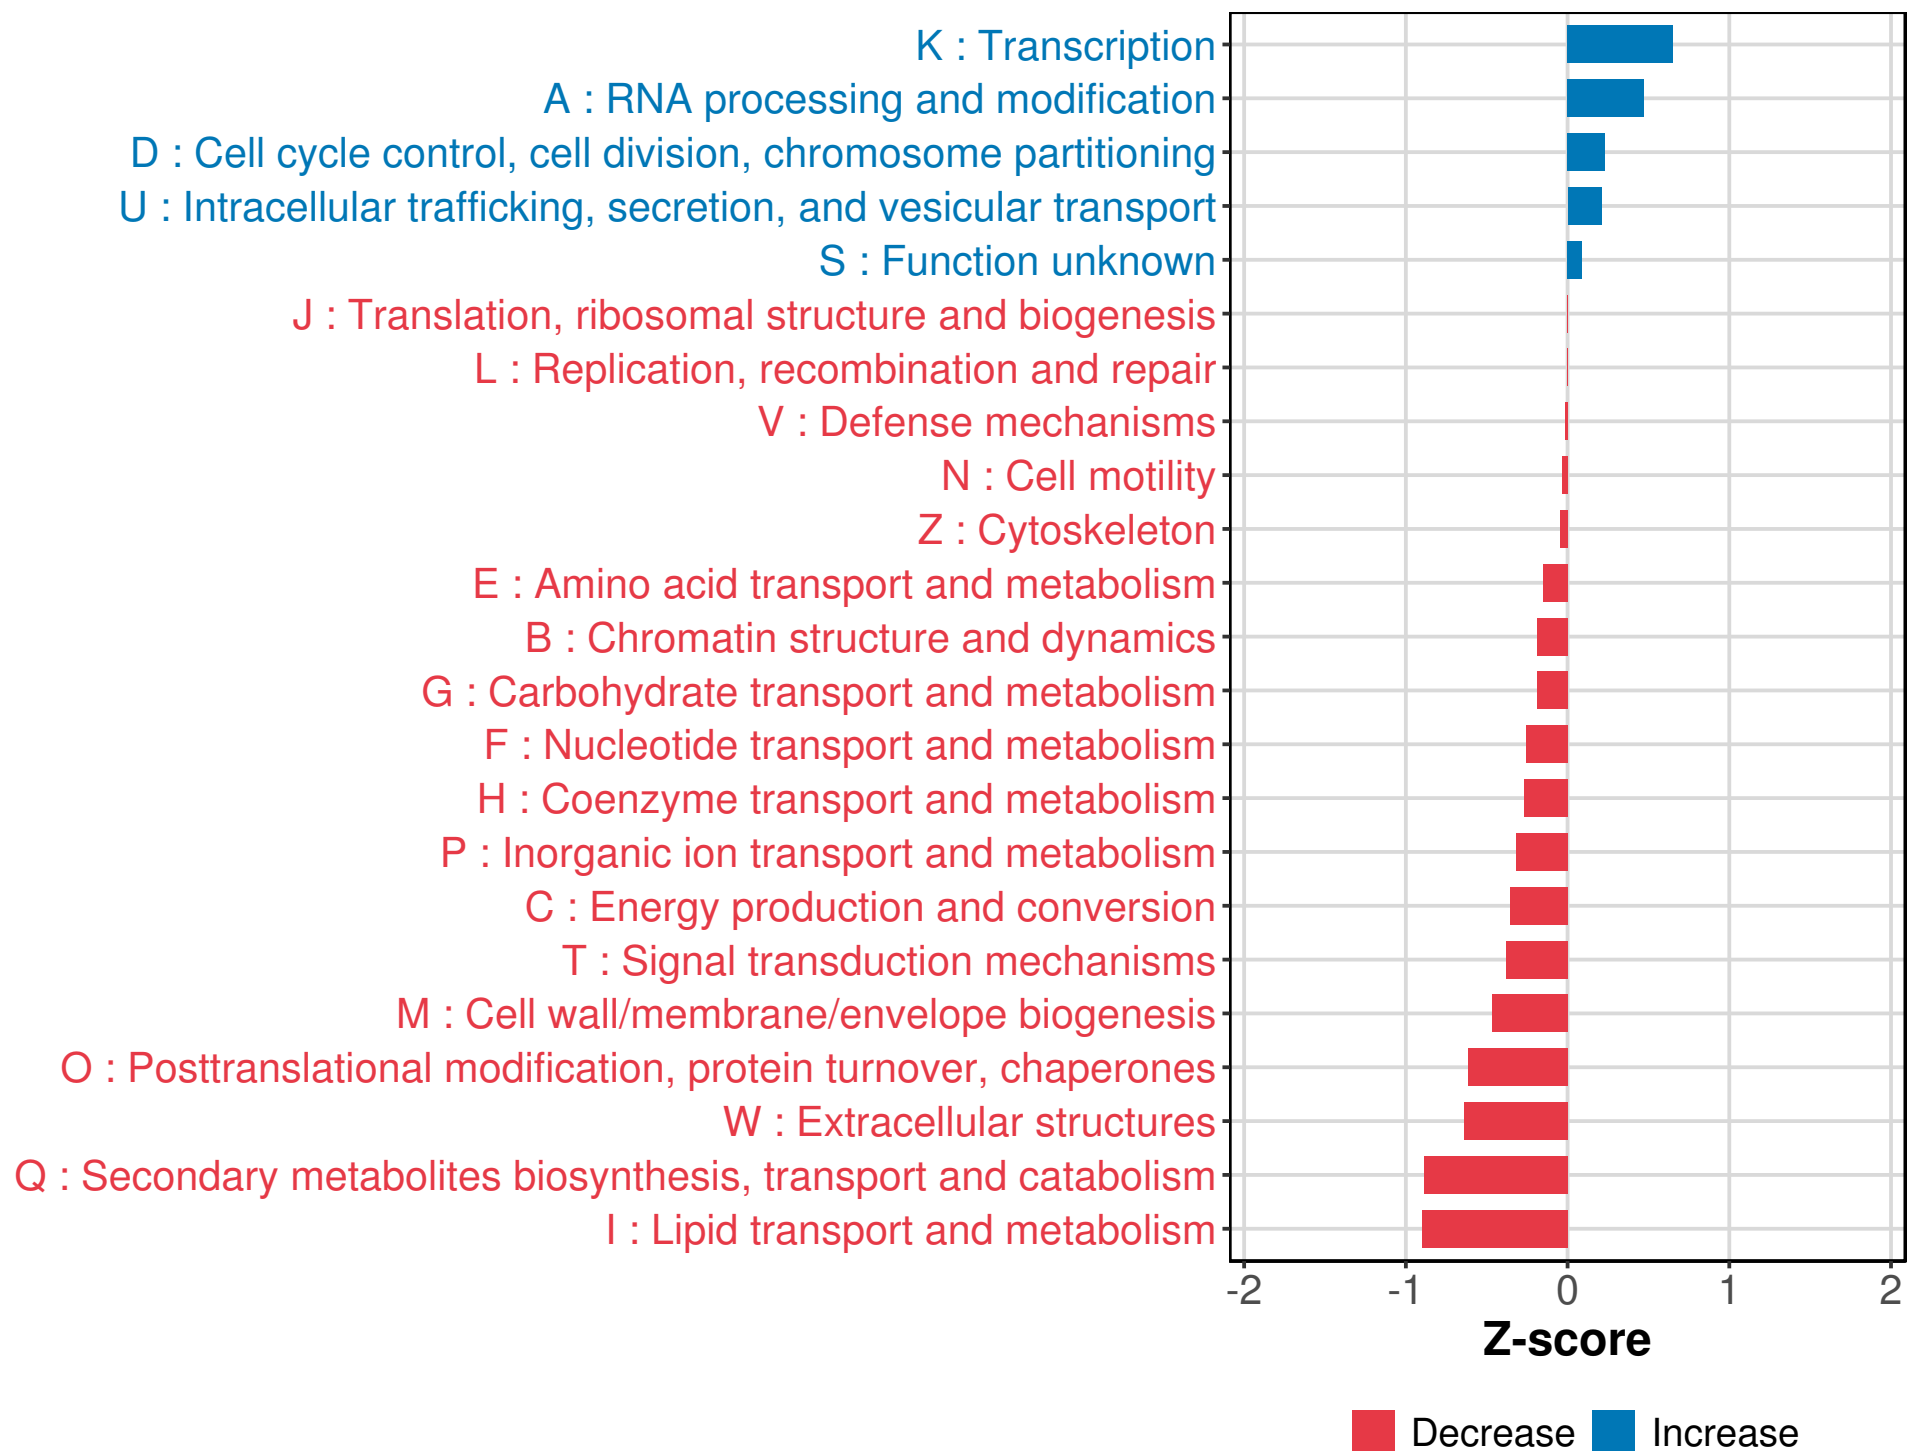 K : Transcription
A : RNA processing and modification
D : Cell cycle control, cell division, chromosome partitioning
U : Intracellular trafficking, secretion, and vesicular transport
S : Function unknown
J : Translation, ribosomal structure and biogenesis
L : Replication, recombination and repair
V : Defense mechanisms
N : Cell motility
Z : Cytoskeleton
E : Amino acid transport and metabolism
B : Chromatin structure and dynamics
G : Carbohydrate transport and metabolism
F : Nucleotide transport and metabolism
H : Coenzyme transport and metabolism
P : Inorganic ion transport and metabolism
C : Energy production and conversion
T : Signal transduction mechanisms
M : Cell wall/membrane/envelope biogenesis
O : Posttranslational modification, protein turnover, chaperones
W : Extracellular structures
Q : Secondary metabolites biosynthesis, transport and catabolism
I : Lipid transport and metabolism
-2 -1 0 1 2
Z-score
Decrease Increase